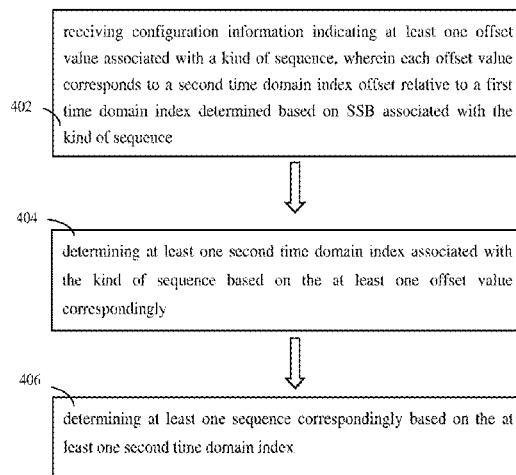 receiving configuration information indicating at least one offset
value associated with a kind of sequence, wherein each offset value
corresponds to a second time domain index offset relative to a first
time domain index determined based on SSB associated with the
kind of sequence
402
404
determining at least one second time domain index associated with
the kind of sequence based on the at least one offset value
correspondingly
406
determining at least one sequence correspondingly based on the at
least one second time domain index